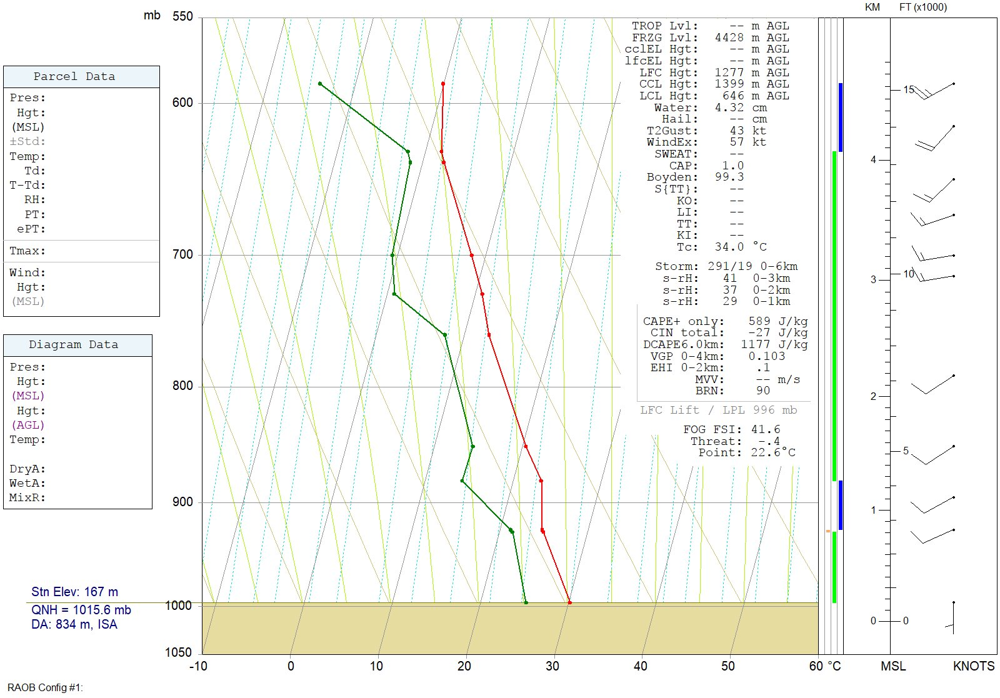 mb
550
600
700
800
900
1000
1050
-10
0
10
20
30
40
50
60 °C
Parcel Data
Pres:
Hgt:
(MSL)
±Std:
Temp:
Td:
T-Td:
RH:
PT:
ePT:
Tmax:
Wind:
Hgt:
(MSL)
Diagram Data
Pres:
Hgt:
(MSL)
Hgt:
(AGL)
Temp:
DryA:
WetA:
MixR:
Stn Elev: 167 m
QNH = 1015.6 mb
DA: 834 m, ISA
RAOB Config #1:
TROP Lvl: -- m AGL
FRZG Lvl: 4428 m AGL
cclEL Hgt: -- m AGL
lfcEL Hgt: -- m AGL
LFC Hgt: 1277 m AGL
CCL Hgt: 1399 m AGL
LCL Hgt: 646 m AGL
Water: 4.32 cm
Hail: -- cm
T2Gust: 43 kt
WindEx: 57 kt
SWEAT: --
CAP: 1.0
Boyden: 99.3
S{TT}: --
KO: --
LI: --
TT: --
KI: --
Tc: 34.0 °C
Storm: 291/19 0-6km
s-rH: 41 0-3km
s-rH: 37 0-2km
s-rH: 29 0-1km
CAPE+ only: 589 J/kg
CIN total: -27 J/kg
DCAPE6.0km: 1177 J/kg
VGP 0-4km: 0.103
EHI 0-2km: .1
MVV: -- m/s
BRN: 90
LFC Lift / LPL 996 mb
FOG FSI: 41.6
Threat: -.4
Point: 22.6°C
KM
FT (x1000)
15
4
10
3
2
5
1
0
0
MSL
KNOTS